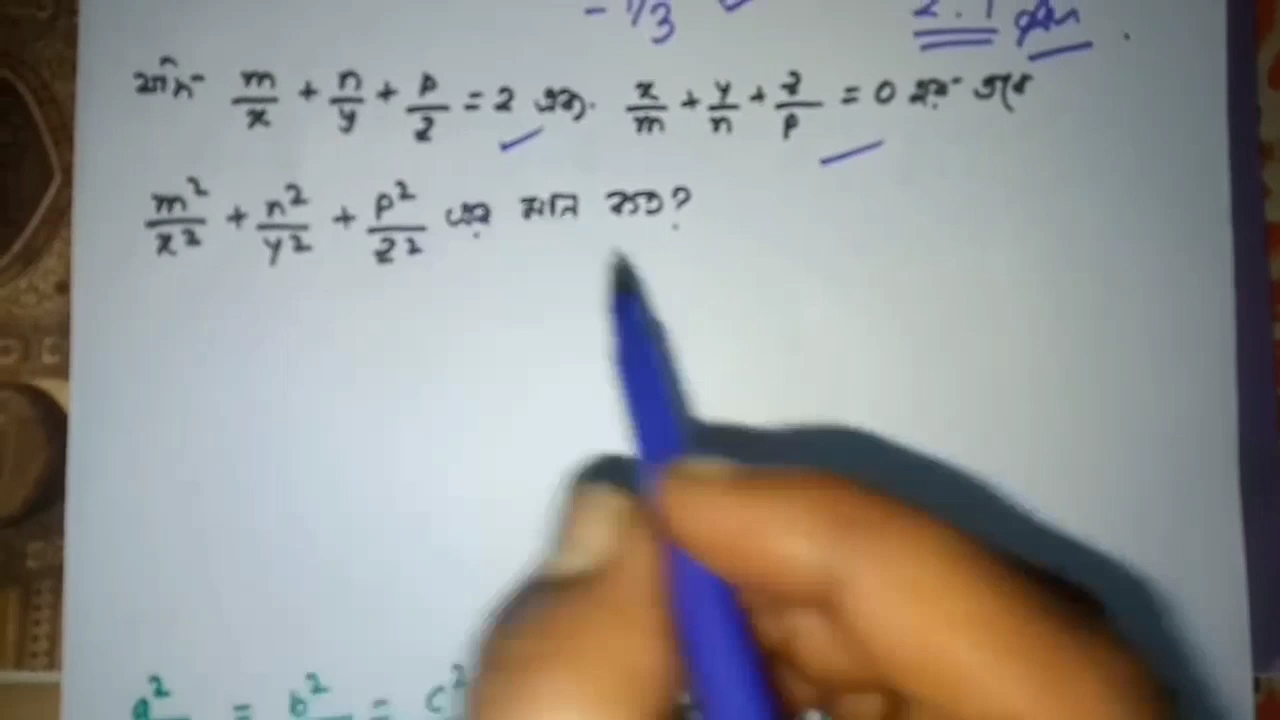 - 1/3
2.1 Ans
যদি m/x + n/y + p/z = 2 এবং x/m + y/n + z/p = 0 হয় তবে
m²/x² + n²/y² + p²/z² এর মান কত?
a² = b² = c²